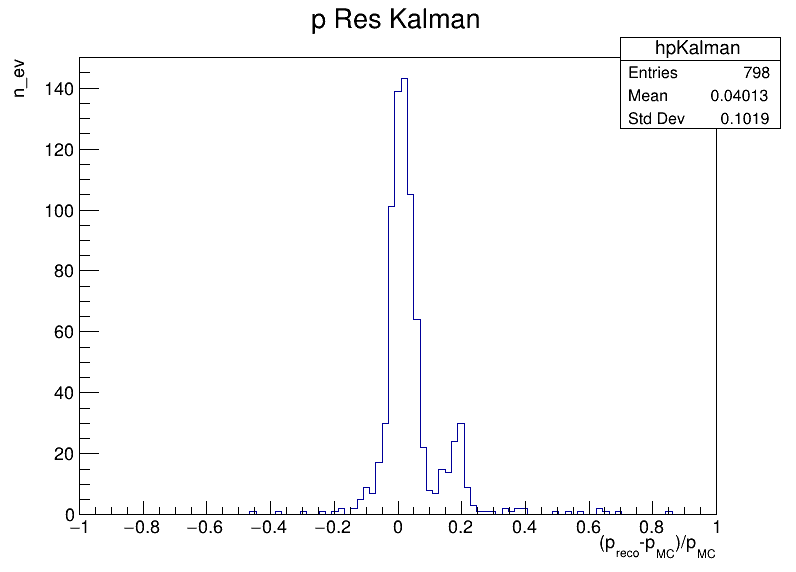 p Res Kalman
hpKalman
Entries 798
Mean 0.04013
Std Dev 0.1019
n_ev
140
120
100
80
60
40
20
0
−1 −0.8 −0.6 −0.4 −0.2 0 0.2 0.4 0.6 0.8 1
(p_reco-p_MC)/p_MC